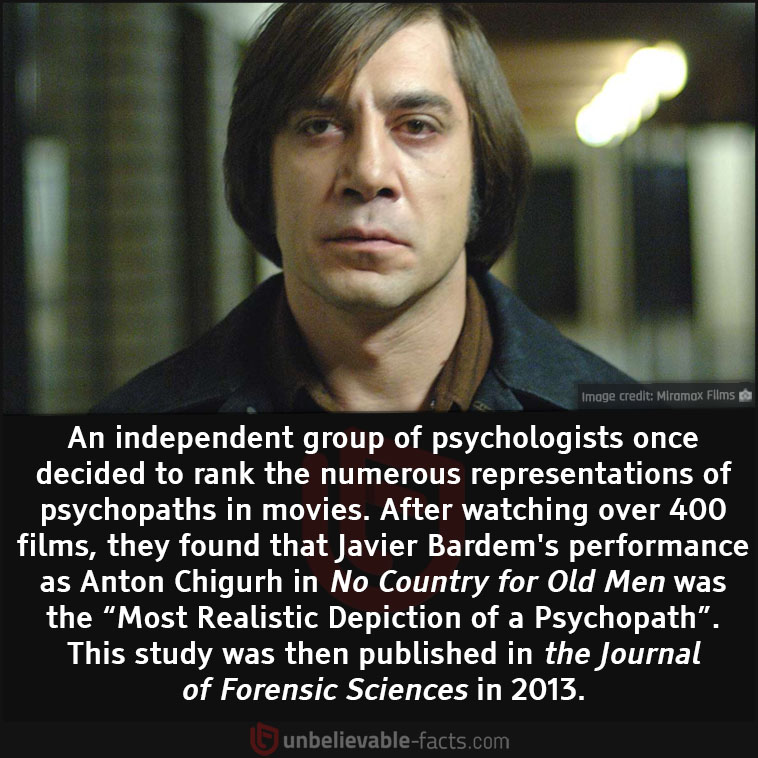 Image credit: Miramax Films
An independent group of psychologists once
decided to rank the numerous representations of
psychopaths in movies. After watching over 400
films, they found that Javier Bardem's performance
as Anton Chigurh in No Country for Old Men was
the “Most Realistic Depiction of a Psychopath”.
This study was then published in the Journal
of Forensic Sciences in 2013.
unbelievable-facts.com